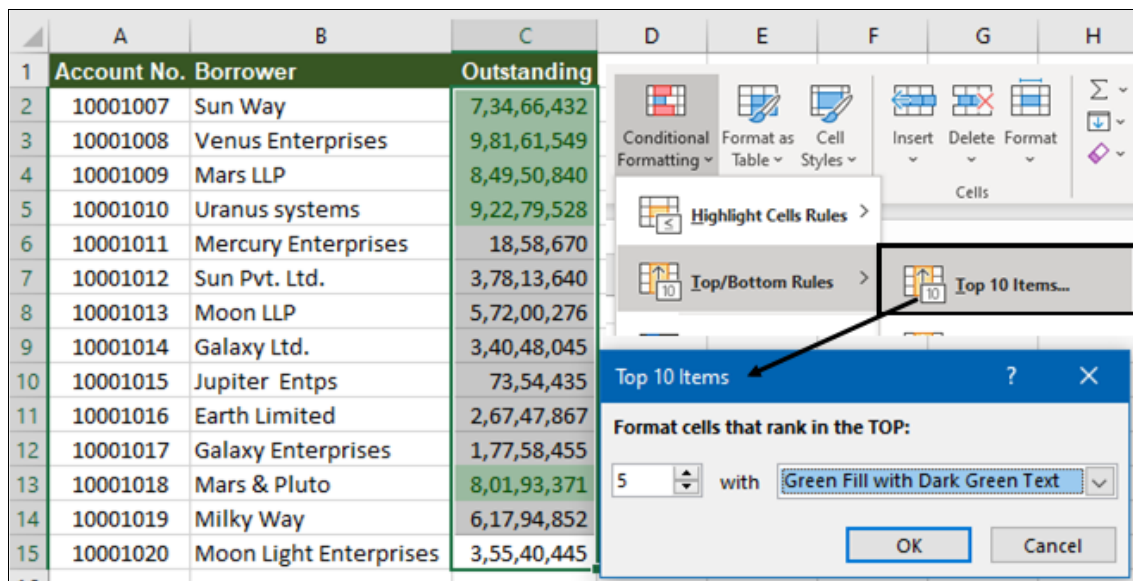 A B C D E F G H
1 Account No. Borrower Outstanding
2 10001007 Sun Way 7,34,66,432
3 10001008 Venus Enterprises 9,81,61,549
4 10001009 Mars LLP 8,49,50,840
5 10001010 Uranus systems 9,22,79,528
6 10001011 Mercury Enterprises 18,58,670
7 10001012 Sun Pvt. Ltd. 3,78,13,640
8 10001013 Moon LLP 5,72,00,276
9 10001014 Galaxy Ltd. 3,40,48,045
10 10001015 Jupiter Entps 73,54,435
11 10001016 Earth Limited 2,67,47,867
12 10001017 Galaxy Enterprises 1,77,58,455
13 10001018 Mars & Pluto 8,01,93,371
14 10001019 Milky Way 6,17,94,852
15 10001020 Moon Light Enterprises 3,55,40,445
Conditional Format as Cell Insert Delete Format
Formatting Table Styles
Cells
≤ Highlight Cells Rules
10 Top/Bottom Rules
10 Top 10 Items...
Top 10 Items ? ×
Format cells that rank in the TOP:
5 with Green Fill with Dark Green Text
OK Cancel